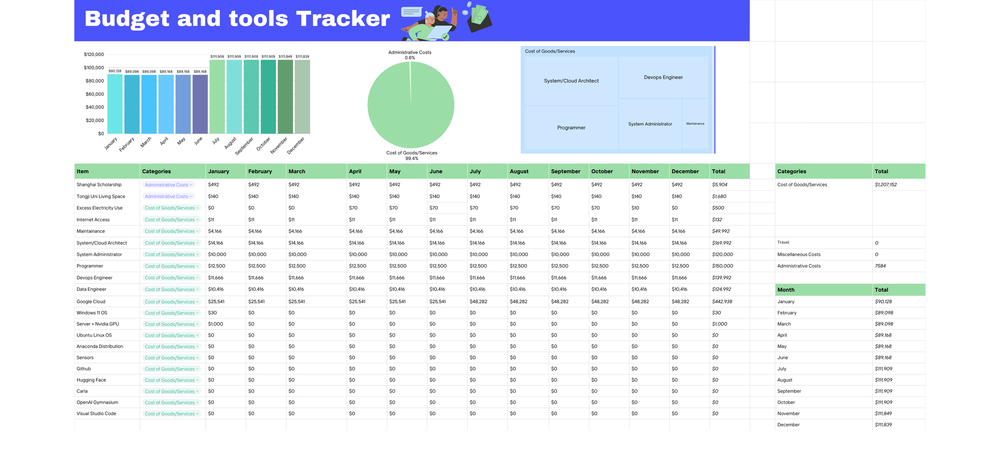 Budget and tools Tracker
$120,000
$100,000
$80,000
$60,000
$40,000
$20,000
$0
$90,128 $89,098 $89,098 $89,168 $89,168 $89,168 $111,909 $111,909 $111,909 $111,909 $111,849 $111,839
January February March April May June July August September October November December
Administrative Costs
0.6%
Cost of Goods/Services
99.4%
Cost of Goods/Services
System/Cloud Architect
Devops Engineer
Programmer
System Administrator
Maintainance
Item Categories January February March April May June July August September October November December Total
Shanghai Scholarship Administrative Costs $492 $492 $492 $492 $492 $492 $492 $492 $492 $492 $492 $492 $5,904
Tongji Uni Living Space Administrative Costs $140 $140 $140 $140 $140 $140 $140 $140 $140 $140 $140 $140 $1,680
Excess Electricity Use Cost of Goods/Services $0 $0 $0 $70 $70 $70 $70 $70 $70 $70 $10 $0 $500
Internet Access Cost of Goods/Services $11 $11 $11 $11 $11 $11 $11 $11 $11 $11 $11 $11 $132
Maintainance Cost of Goods/Services $4,166 $4,166 $4,166 $4,166 $4,166 $4,166 $4,166 $4,166 $4,166 $4,166 $4,166 $4,166 $49,992
System/Cloud Architect Cost of Goods/Services $14,166 $14,166 $14,166 $14,166 $14,166 $14,166 $14,166 $14,166 $14,166 $14,166 $14,166 $14,166 $169,992
System Administrator Cost of Goods/Services $10,000 $10,000 $10,000 $10,000 $10,000 $10,000 $10,000 $10,000 $10,000 $10,000 $10,000 $10,000 $120,000
Programmer Cost of Goods/Services $12,500 $12,500 $12,500 $12,500 $12,500 $12,500 $12,500 $12,500 $12,500 $12,500 $12,500 $12,500 $150,000
Devops Engineer Cost of Goods/Services $11,666 $11,666 $11,666 $11,666 $11,666 $11,666 $11,666 $11,666 $11,666 $11,666 $11,666 $11,666 $139,992
Data Engineer Cost of Goods/Services $10,416 $10,416 $10,416 $10,416 $10,416 $10,416 $10,416 $10,416 $10,416 $10,416 $10,416 $10,416 $124,992
Google Cloud Cost of Goods/Services $25,541 $25,541 $25,541 $25,541 $25,541 $25,541 $48,282 $48,282 $48,282 $48,282 $48,282 $48,282 $442,938
Windows 11 OS Cost of Goods/Services $30 $0 $0 $0 $0 $0 $0 $0 $0 $0 $0 $0 $30
Server + Nvidia GPU Cost of Goods/Services $1,000 $0 $0 $0 $0 $0 $0 $0 $0 $0 $0 $0 $1,000
Ubuntu Linux OS Cost of Goods/Services $0 $0 $0 $0 $0 $0 $0 $0 $0 $0 $0 $0 $0
Anaconda Distribution Cost of Goods/Services $0 $0 $0 $0 $0 $0 $0 $0 $0 $0 $0 $0 $0
Sensors Cost of Goods/Services $0 $0 $0 $0 $0 $0 $0 $0 $0 $0 $0 $0 $0
Github Cost of Goods/Services $0 $0 $0 $0 $0 $0 $0 $0 $0 $0 $0 $0 $0
Hugging Face Cost of Goods/Services $0 $0 $0 $0 $0 $0 $0 $0 $0 $0 $0 $0 $0
Carla Cost of Goods/Services $0 $0 $0 $0 $0 $0 $0 $0 $0 $0 $0 $0 $0
OpenAI Gymnasium Cost of Goods/Services $0 $0 $0 $0 $0 $0 $0 $0 $0 $0 $0 $0 $0
Visual Studio Code Cost of Goods/Services $0 $0 $0 $0 $0 $0 $0 $0 $0 $0 $0 $0 $0
Categories Total
Cost of Goods/Services $1,207,152
Travel 0
Miscellaneous Costs 0
Administrative Costs 7584
Month Total
January $90,128
February $89,098
March $89,098
April $89,168
May $89,168
June $89,168
July $111,909
August $111,909
September $111,909
October $111,909
November $111,849
December $111,839